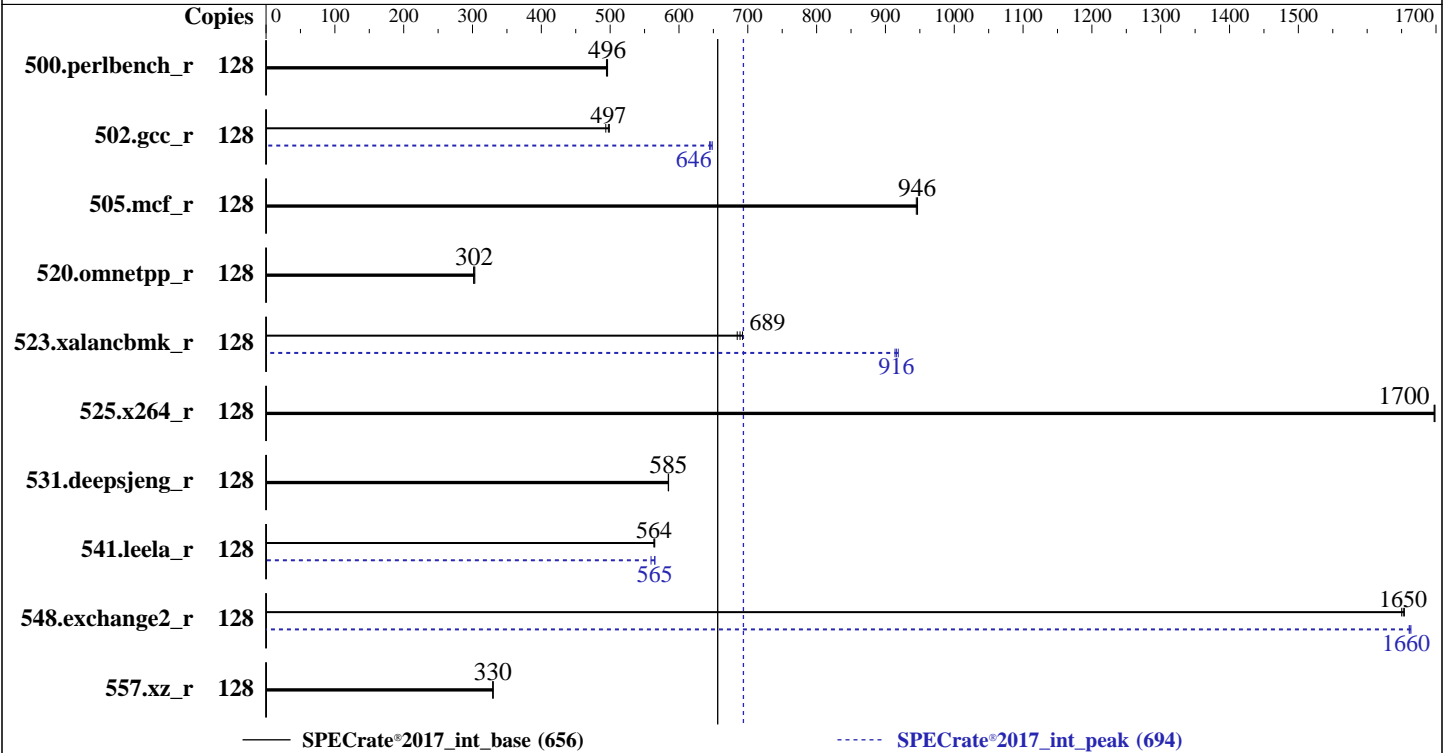 Copies 0 100 200 300 400 500 600 700 800 900 1000 1100 1200 1300 1400 1500 1700
500.perlbench_r 128 496
502.gcc_r 128 497
646
505.mcf_r 128 946
520.omnetpp_r 128 302
523.xalancbmk_r 128 689
916
525.x264_r 128 1700
531.deepsjeng_r 128 585
541.leela_r 128 564
565
548.exchange2_r 128 1650
1660
557.xz_r 128 330
SPECrate®2017_int_base (656) SPECrate®2017_int_peak (694)